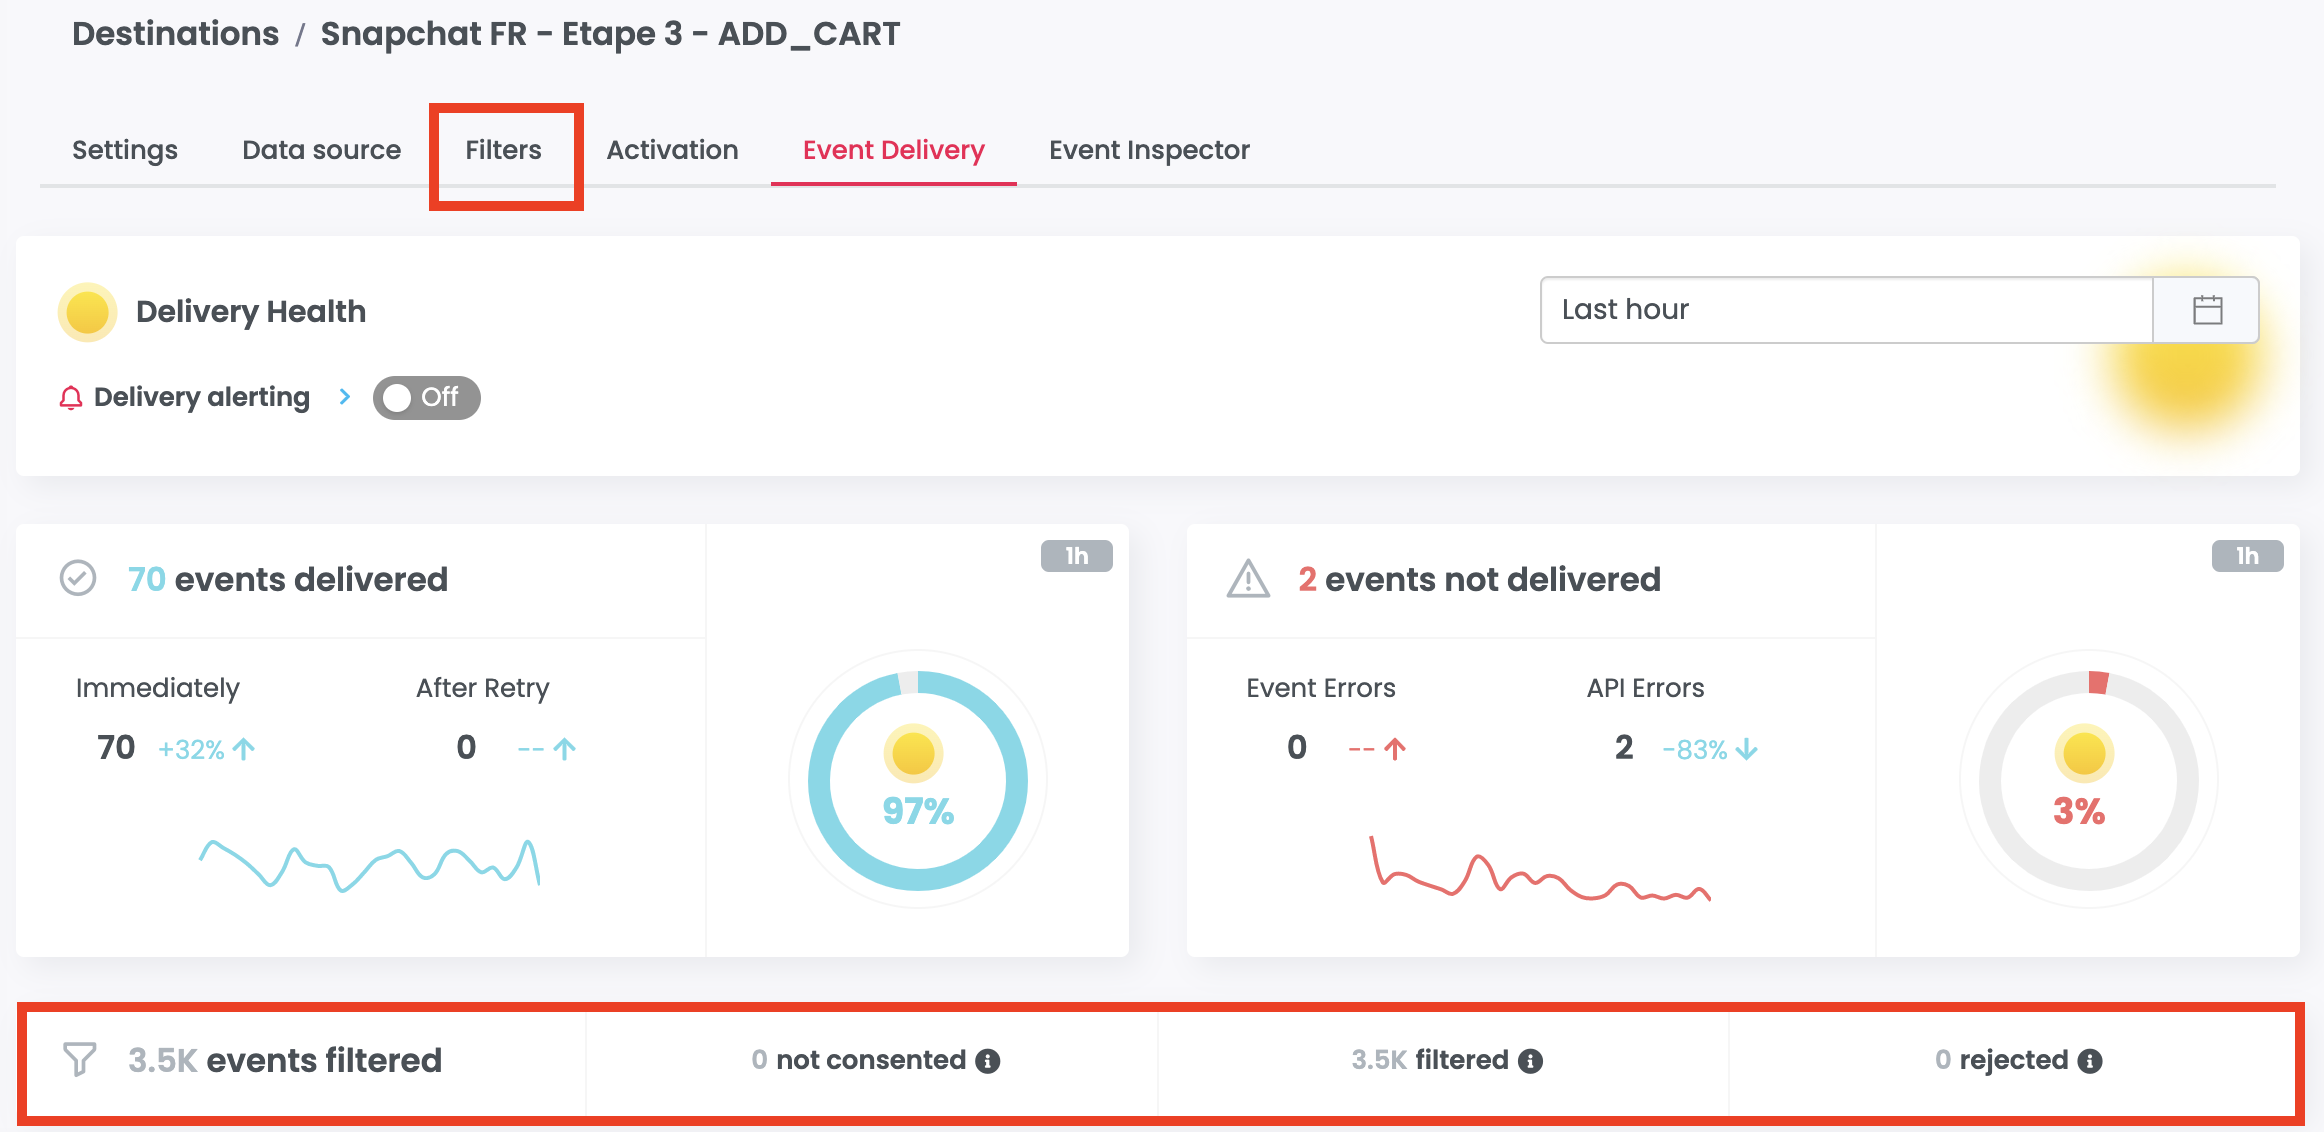 Destinations / Snapchat FR - Etape 3 - ADD_CART
Settings Data source Filters Activation Event Delivery Event Inspector
Delivery Health
Last hour
Delivery alerting > Off
70 events delivered
1h
Immediately After Retry
70 +32% 0 --
97%
2 events not delivered
1h
Event Errors API Errors
0 -- 2 -83%
3%
3.5K events filtered 0 not consented 3.5K filtered 0 rejected